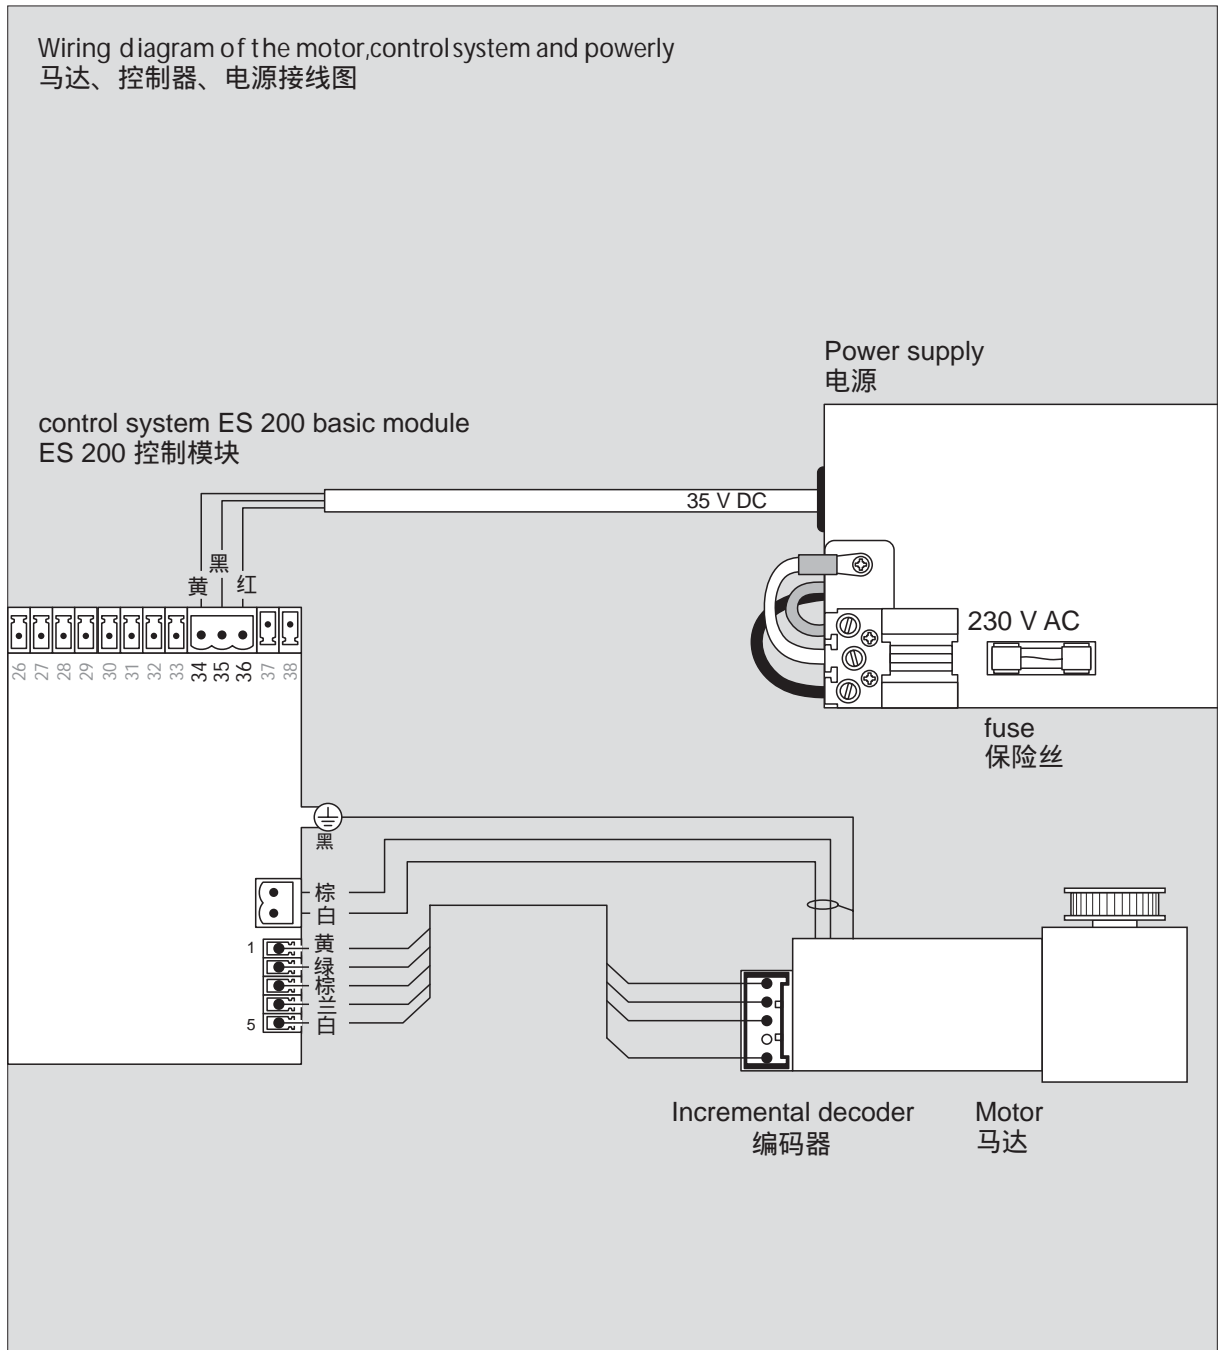 Wiring diagram of the motor,control system and powerly
马达、控制器、电源接线图
Power supply
电源
control system ES 200 basic module
ES 200 控制模块
35 V DC
黄 黑 红
230 V AC
26 27 28 29 30 31 32 33 34 35 36 37 38
fuse
保险丝
黑
棕
白
1 黄
绿
棕
兰
5 白
Incremental decoder
编码器
Motor
马达